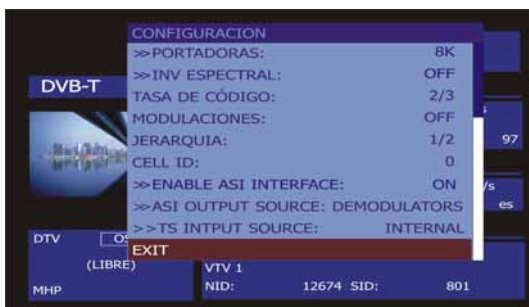 CONFIGURACION
>>PORTADORAS: 8K
>>INV ESPECTRAL: OFF
TASA DE CÓDIGO: 2/3
MODULACIONES: OFF
JERARQUIA: 1/2
CELL ID: 0
>>ENABLE ASI INTERFACE: ON
>>ASI OUTPUT SOURCE: DEMODULATORS
>>TS INTPUT SOURCE: INTERNAL
EXIT
DVB-T
97
/s
es
DTV
(LIBRE)
MHP
VTV 1
NID: 12674 SID: 801